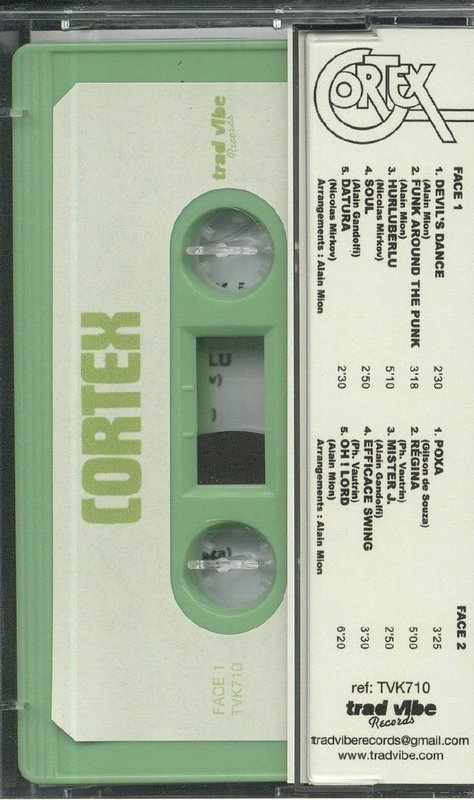 trad vibe
Records
CORTEX
FACE 1
TVK710
LU
v)
)
CORTEX
FACE 1
1. DEVIL'S DANCE 2'30
(Alain Mion)
2. FUNK AROUND THE PUNK 3'18
(Alain Mion)
3. HURLUBERLU 5'10
(Nicolas Mirkov)
4. SOUL 2'50
(Alain Gandolfi)
5. DATURA 2'30
(Nicolas Mirkov)
Arrangements : Alain Mion
FACE 2
1. POXA 3'25
(Gilson de Souza)
2. RÉGINA 5'00
(Ph. Vautrin)
3. MISTER J. 2'50
(Alain Gandolfi)
4. EFFICACE SWING 3'30
(Ph. Vautrin)
5. OH ! LORD 6'20
(Alain Mion)
Arrangements : Alain Mion
ref: TVK710
trad vibe
Records
tradviberecords@gmail.com
www.tradvibe.com